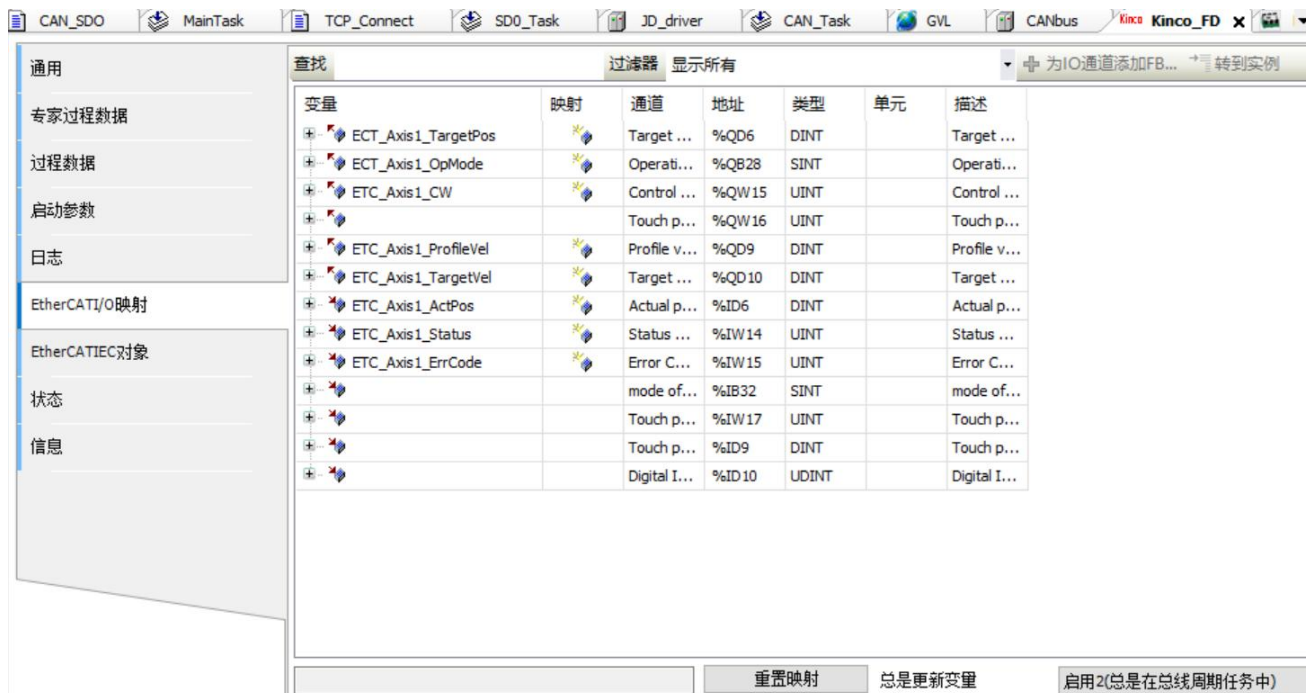 CAN_SDO MainTask TCP_Connect SD0_Task JD_driver CAN_Task GVL CANbus Kinco Kinco_FD
通用
专家过程数据
过程数据
启动参数
日志
EtherCATI/O映射
EtherCATIEC对象
状态
信息
查找 过滤器 显示所有 为IO通道添加FB... 转到实例
变量 映射 通道 地址 类型 单元 描述
ECT_Axis1_TargetPos Target ... %QD6 DINT Target ...
ECT_Axis1_OpMode Operati... %QB28 SINT Operati...
ETC_Axis1_CW Control ... %QW15 UINT Control ...
Touch p... %QW16 UINT Touch p...
ETC_Axis1_ProfileVel Profile v... %QD9 DINT Profile v...
ETC_Axis1_TargetVel Target ... %QD10 DINT Target ...
ETC_Axis1_ActPos Actual p... %ID6 DINT Actual p...
ETC_Axis1_Status Status ... %IW14 UINT Status ...
ETC_Axis1_ErrCode Error C... %IW15 UINT Error C...
mode of... %IB32 SINT mode of...
Touch p... %IW17 UINT Touch p...
Touch p... %ID9 DINT Touch p...
Digital I... %ID10 UDINT Digital I...
重置映射 总是更新变量 启用2(总是在总线周期任务中)